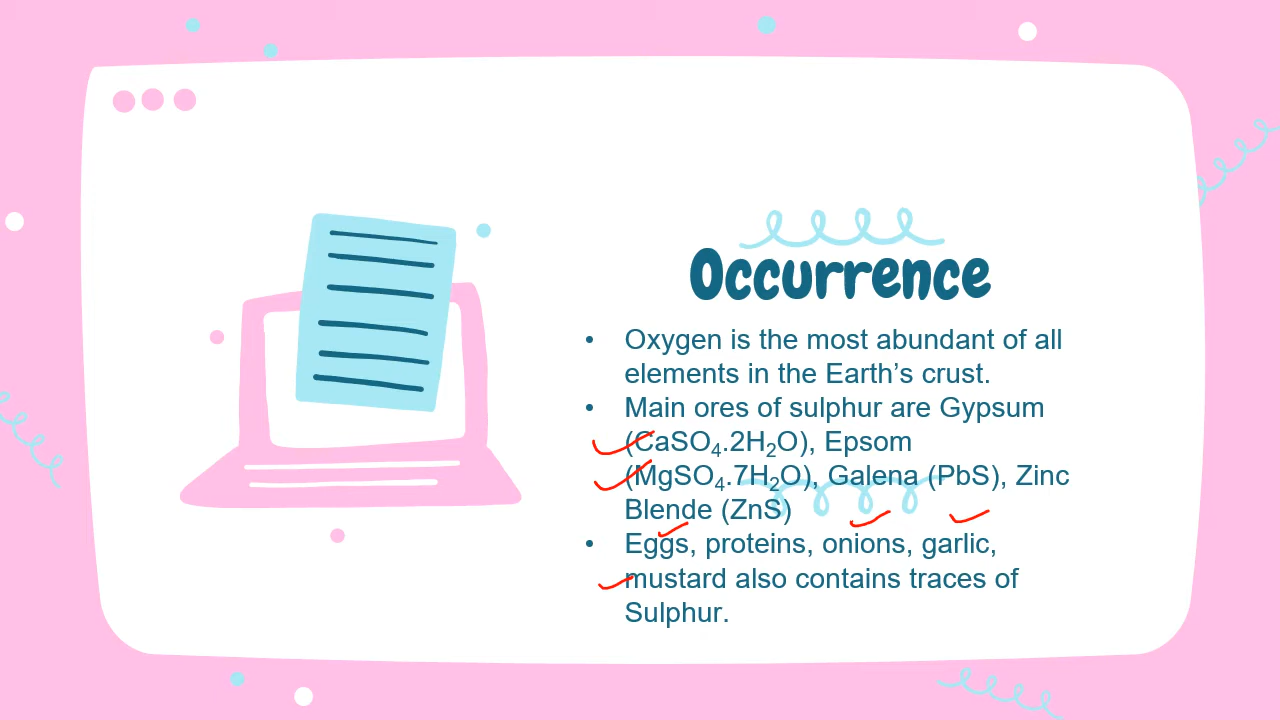 Occurrence
• Oxygen is the most abundant of all
elements in the Earth’s crust.
• Main ores of sulphur are Gypsum
(CaSO₄.2H₂O), Epsom
(MgSO₄.7H₂O), Galena (PbS), Zinc
Blende (ZnS)
• Eggs, proteins, onions, garlic,
mustard also contains traces of
Sulphur.